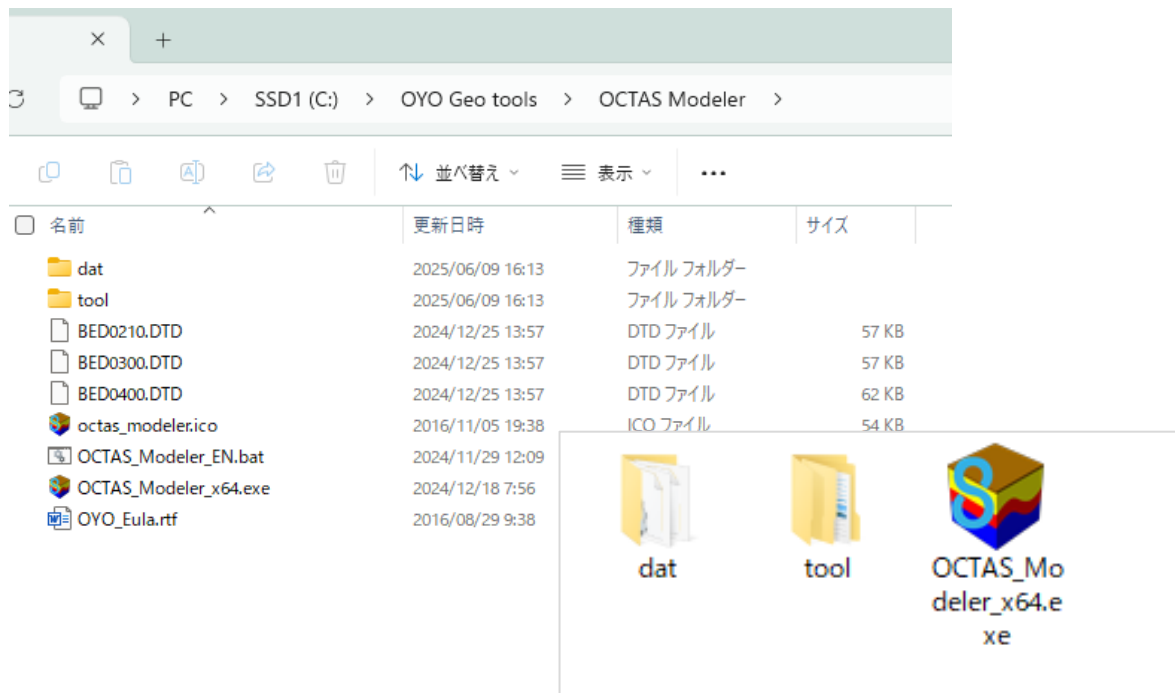 PC > SSD1 (C:) > OYO Geo tools > OCTAS Modeler >
並べ替え 表示 ...
名前 更新日時 種類 サイズ
dat 2025/06/09 16:13 ファイル フォルダー
tool 2025/06/09 16:13 ファイル フォルダー
BED0210.DTD 2024/12/25 13:57 DTD ファイル 57 KB
BED0300.DTD 2024/12/25 13:57 DTD ファイル 57 KB
BED0400.DTD 2024/12/25 13:57 DTD ファイル 62 KB
octas_modeler.ico 2016/11/05 19:38 ICO ファイル 54 KB
OCTAS_Modeler_EN.bat 2024/11/29 12:09
OCTAS_Modeler_x64.exe 2024/12/18 7:56
OYO_Eula.rtf 2016/08/29 9:38
dat tool OCTAS_Mo
deler_x64.e
xe